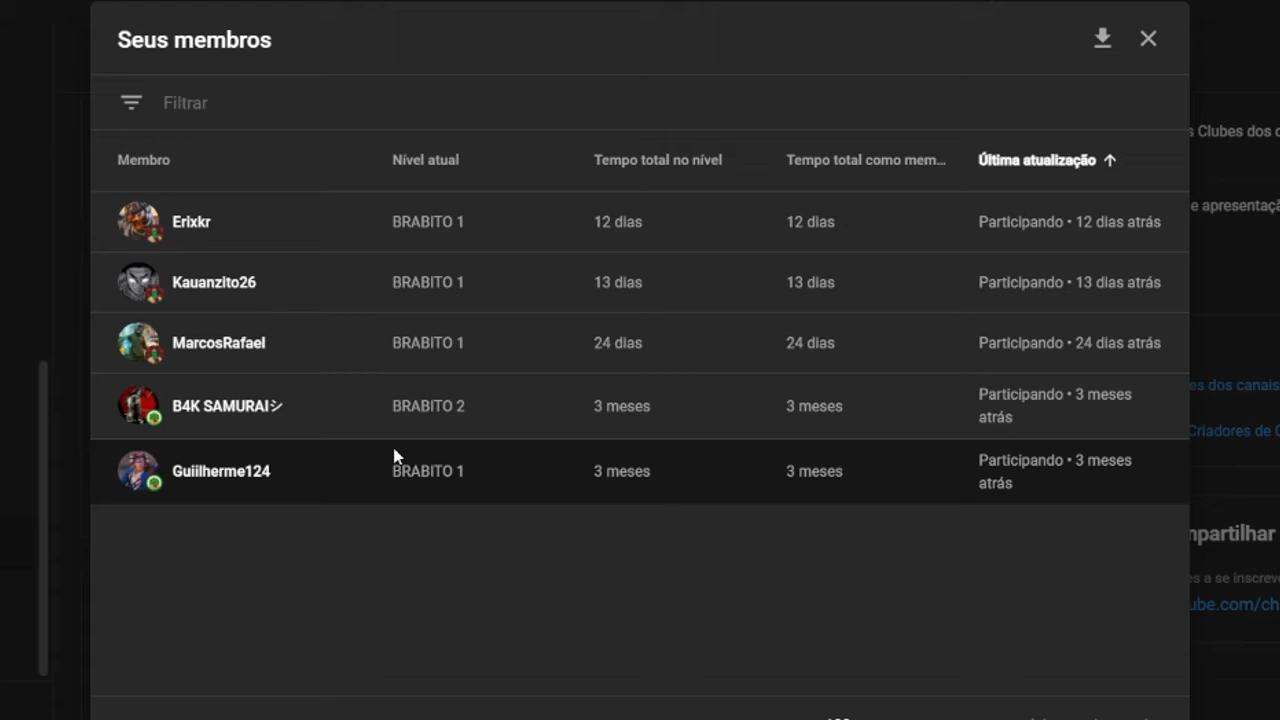 Seus membros
Filtrar
Membro Nível atual Tempo total no nível Tempo total como mem... Última atualização
Erixkr BRABITO 1 12 dias 12 dias Participando • 12 dias atrás
Kauanzito26 BRABITO 1 13 dias 13 dias Participando • 13 dias atrás
MarcosRafael BRABITO 1 24 dias 24 dias Participando • 24 dias atrás
B4K SAMURAIシ BRABITO 2 3 meses 3 meses Participando • 3 meses
atrás
Guiilherme124 BRABITO 1 3 meses 3 meses Participando • 3 meses
atrás
s Clubes dos c
e apresentaçã
es dos canais
Criadores de C
mpartilhar
es a se inscrev
ube.com/ch